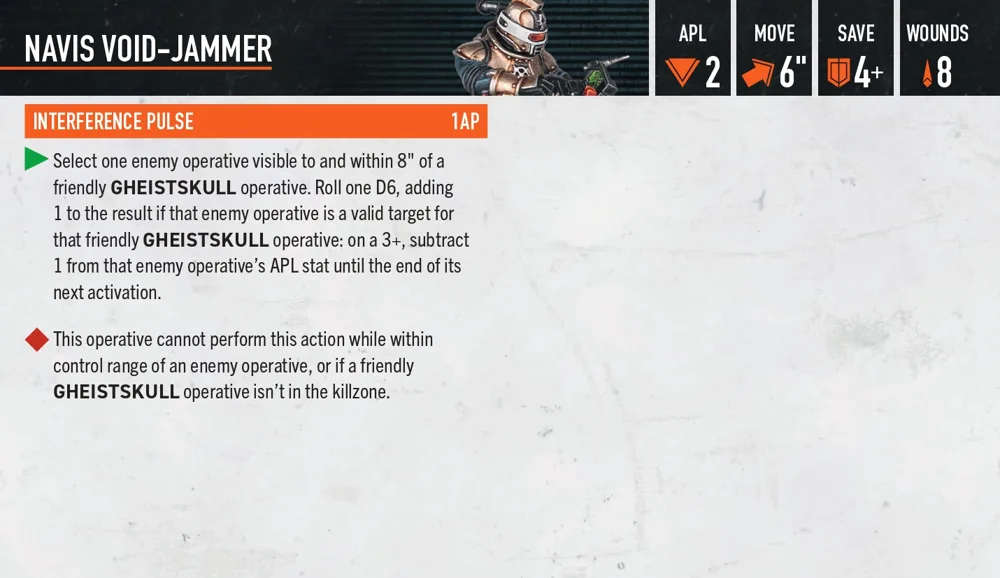 NAVIS VOID-JAMMER
APL
2
MOVE
6"
SAVE
4+
WOUNDS
8
INTERFERENCE PULSE 1AP
Select one enemy operative visible to and within 8" of a
friendly GHEISTSKULL operative. Roll one D6, adding
1 to the result if that enemy operative is a valid target for
that friendly GHEISTSKULL operative: on a 3+, subtract
1 from that enemy operative's APL stat until the end of its
next activation.
This operative cannot perform this action while within
control range of an enemy operative, or if a friendly
GHEISTSKULL operative isn't in the killzone.